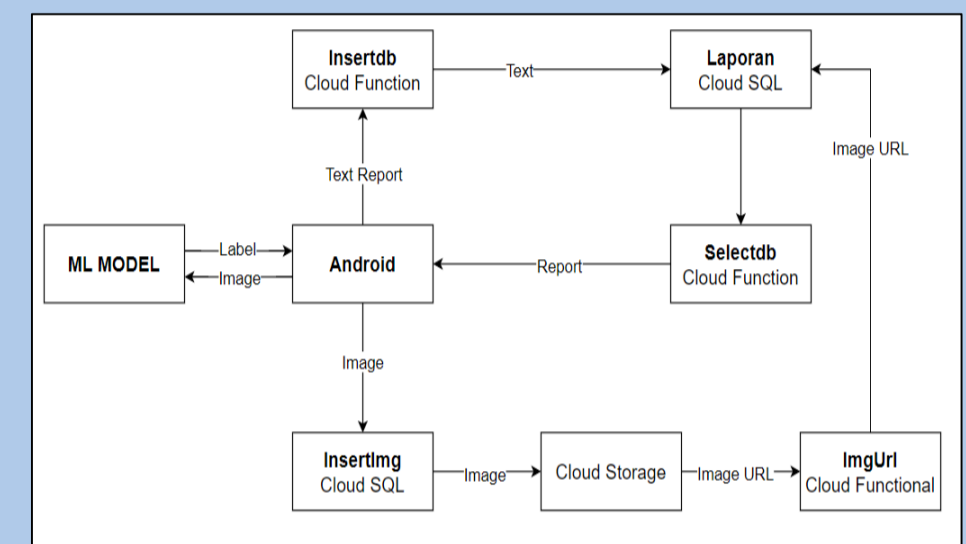 Insertdb
Cloud Function
Text
Laporan
Cloud SQL
Image URL
Text Report
ML MODEL
Label
Image
Android
Report
Selectdb
Cloud Function
Image
InsertImg
Cloud SQL
Image
Cloud Storage
Image URL
ImgUrl
Cloud Functional